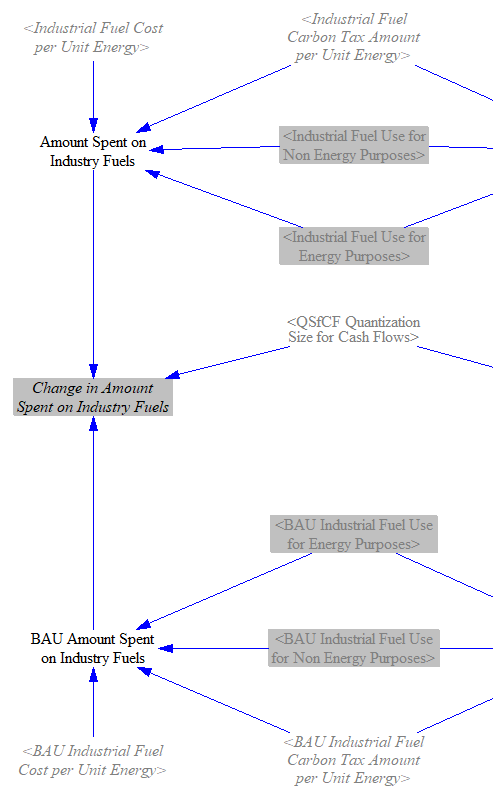 <Industrial Fuel Cost
per Unit Energy>
<Industrial Fuel
Carbon Tax Amount
per Unit Energy>
Amount Spent on
Industry Fuels
<Industrial Fuel Use for
Non Energy Purposes>
<Industrial Fuel Use for
Energy Purposes>
<QSfCF Quantization
Size for Cash Flows>
Change in Amount
Spent on Industry Fuels
<BAU Industrial Fuel Use
for Energy Purposes>
BAU Amount Spent
on Industry Fuels
<BAU Industrial Fuel Use
for Non Energy Purposes>
<BAU Industrial Fuel
Cost per Unit Energy>
<BAU Industrial Fuel
Carbon Tax Amount
per Unit Energy>